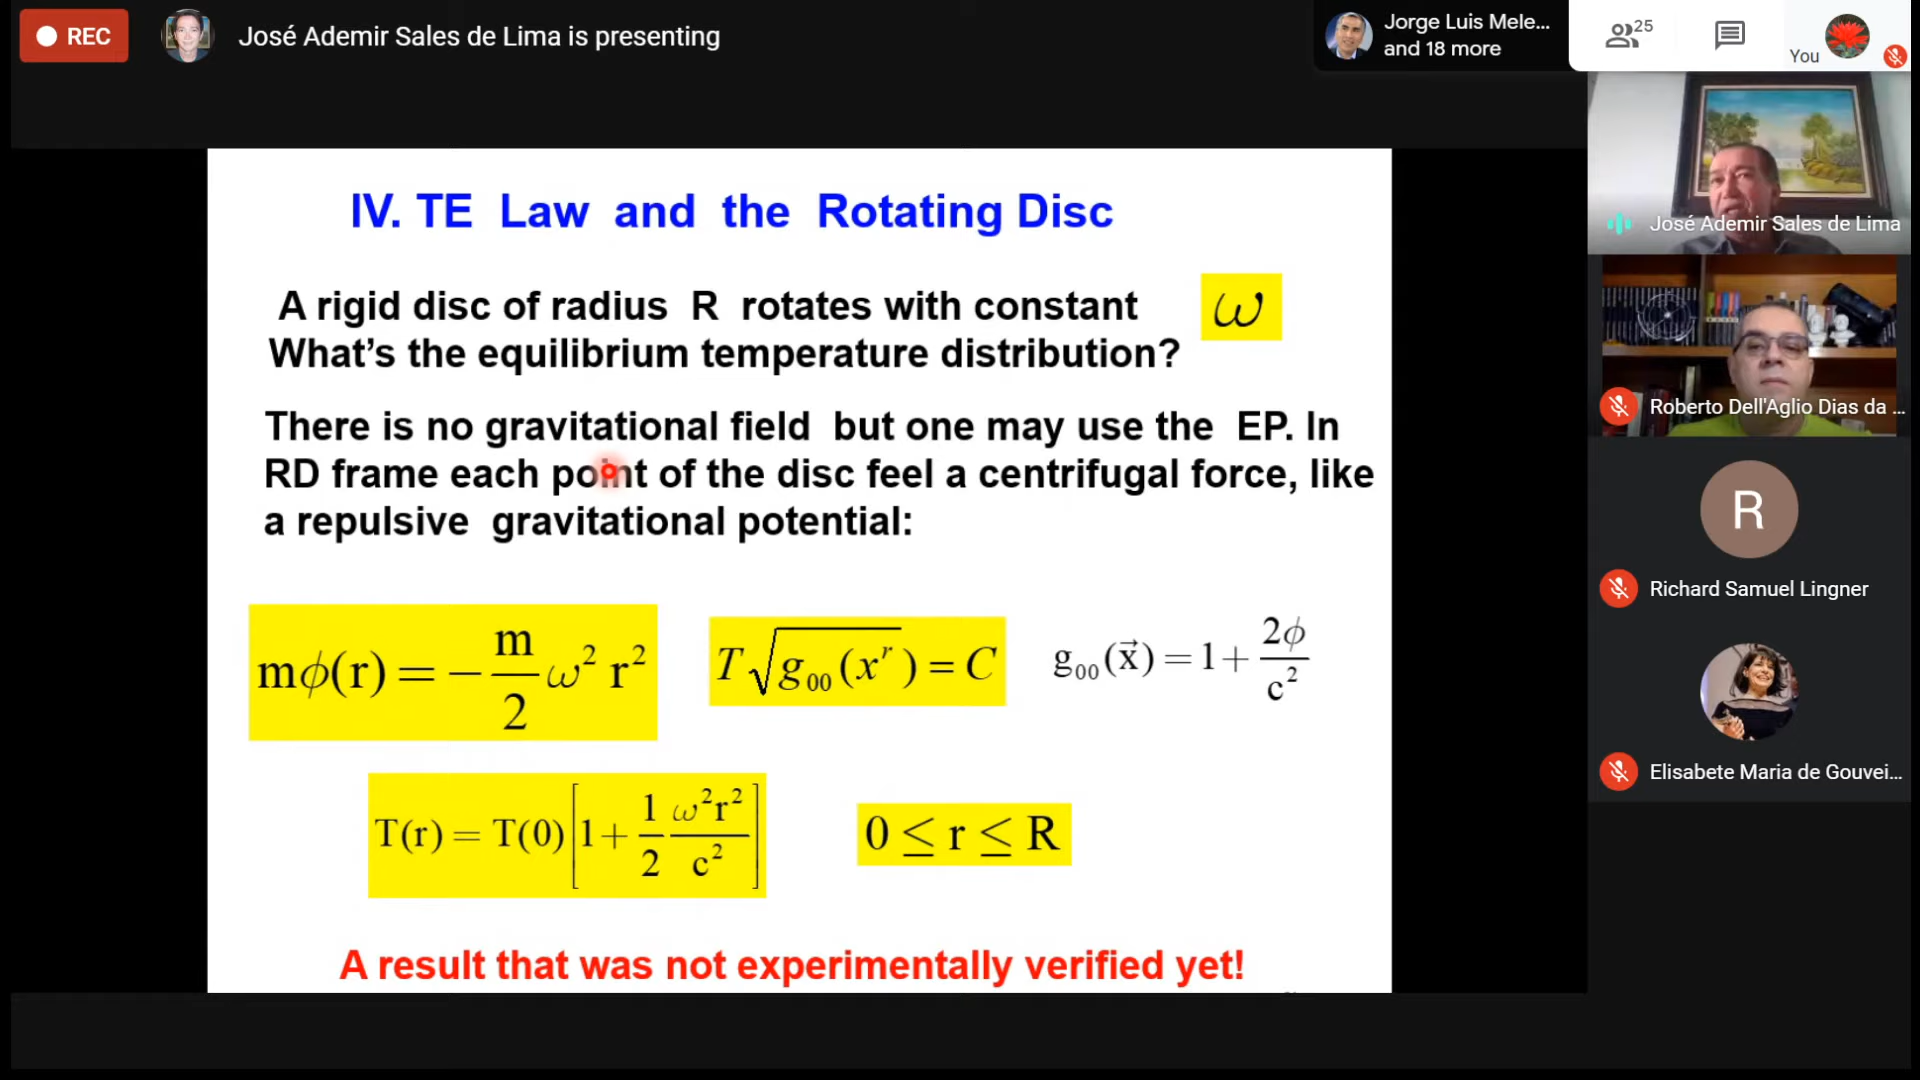 REC
José Ademir Sales de Lima is presenting
Jorge Luis Mele...
and 18 more
25
You
IV. TE Law and the Rotating Disc
A rigid disc of radius R rotates with constant ω
What's the equilibrium temperature distribution?
There is no gravitational field but one may use the EP. In
RD frame each point of the disc feel a centrifugal force, like
a repulsive gravitational potential:
mϕ(r) = − m/2 ω² r²
T√g₀₀(xʳ) = C
g₀₀(x⃗) = 1 + 2ϕ/c²
T(r) = T(0)[1 + 1/2 ω²r²/c²]
0 ≤ r ≤ R
A result that was not experimentally verified yet!
José Ademir Sales de Lima
Roberto Dell'Aglio Dias da ...
R
Richard Samuel Lingner
Elisabete Maria de Gouvei...